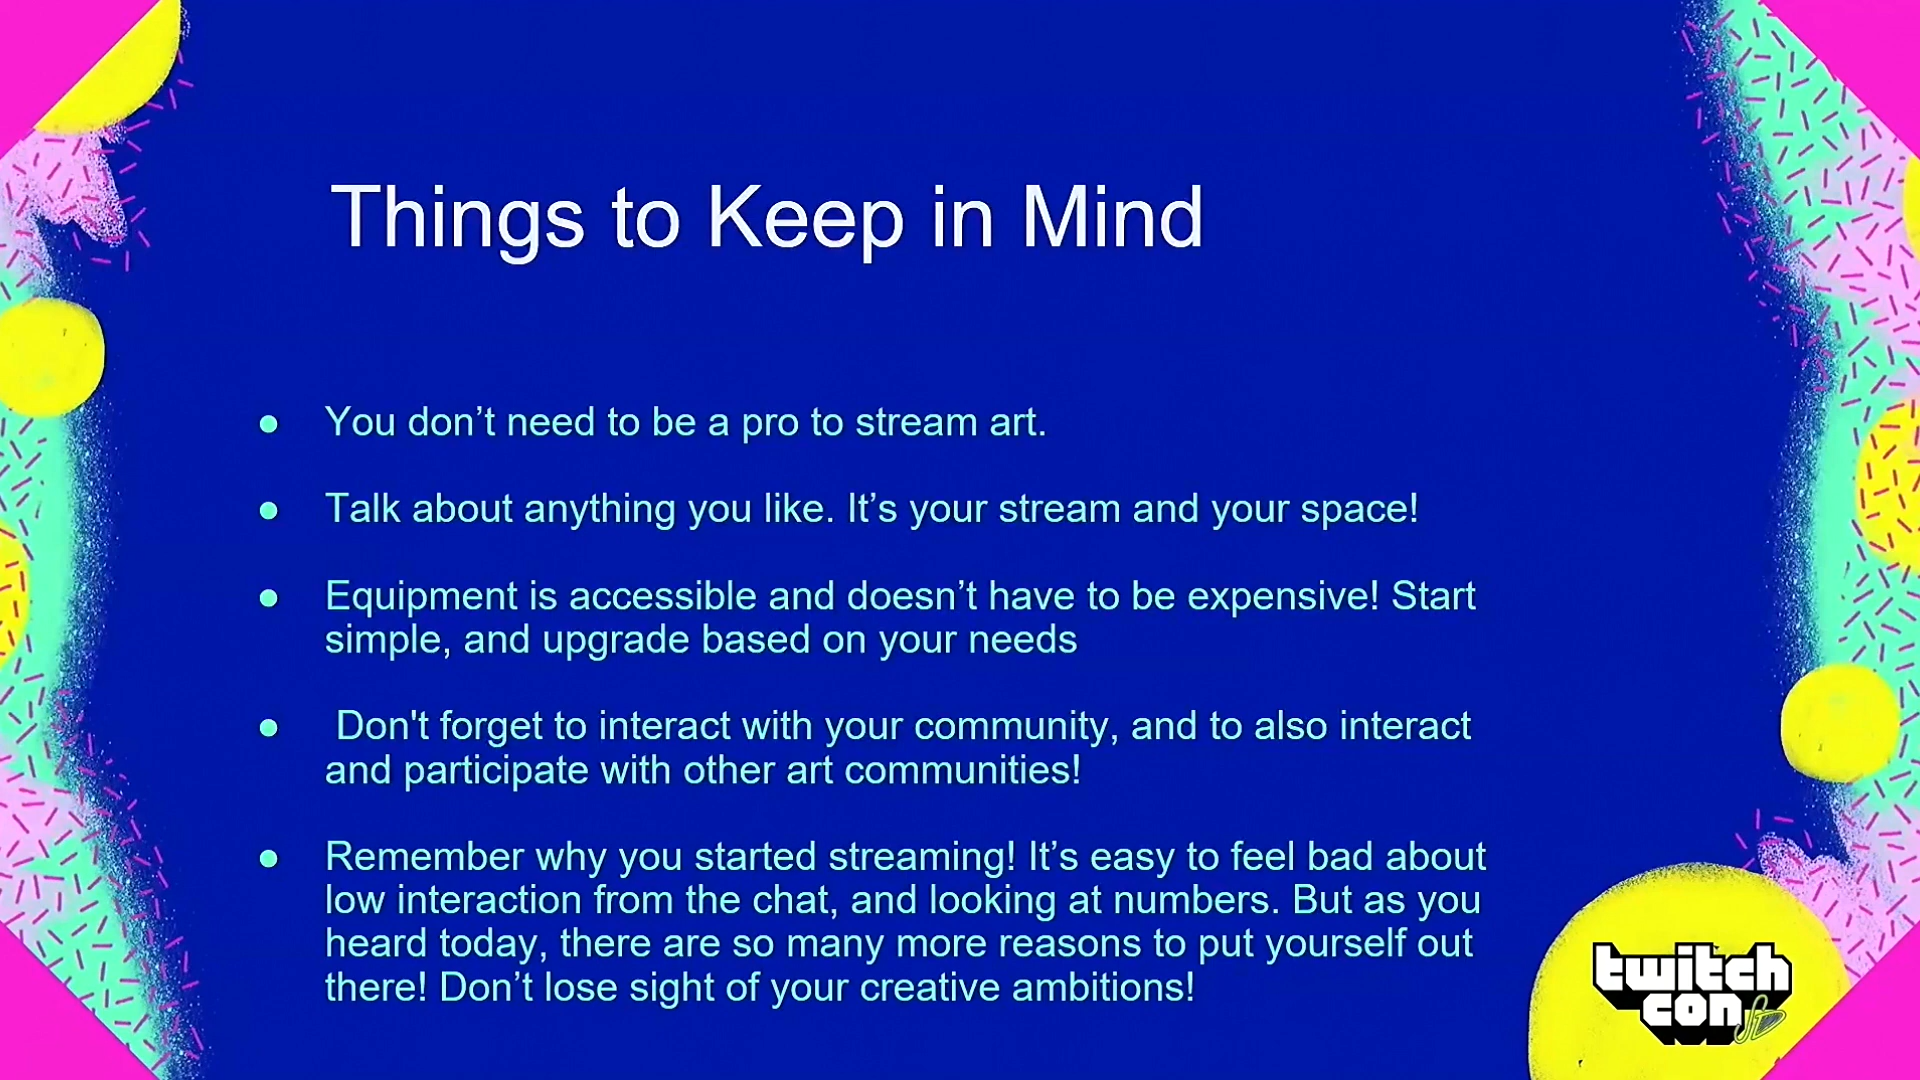 Things to Keep in Mind
● You don’t need to be a pro to stream art.
● Talk about anything you like. It’s your stream and your space!
● Equipment is accessible and doesn’t have to be expensive! Start
simple, and upgrade based on your needs
● Don't forget to interact with your community, and to also interact
and participate with other art communities!
● Remember why you started streaming! It’s easy to feel bad about
low interaction from the chat, and looking at numbers. But as you
heard today, there are so many more reasons to put yourself out
there! Don’t lose sight of your creative ambitions!
twitch
con
SD